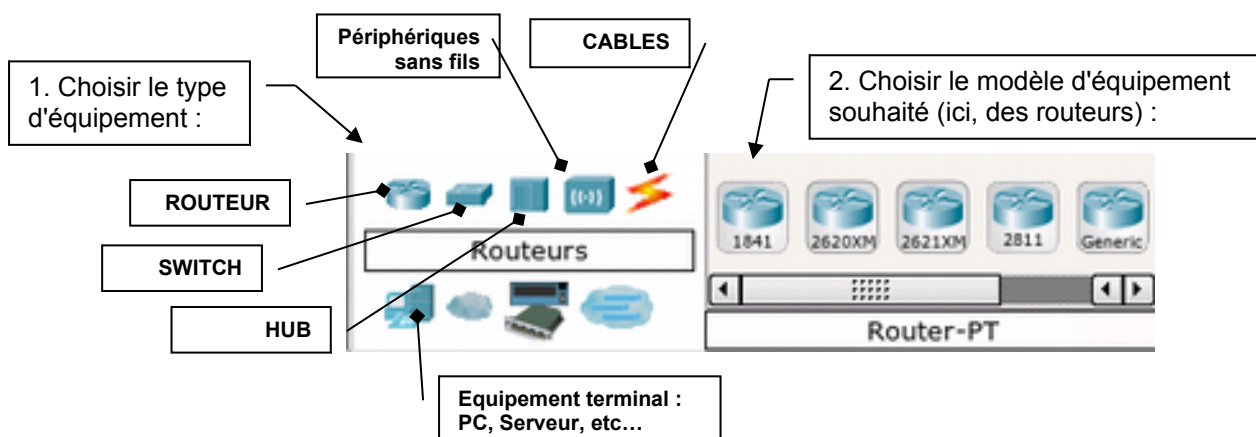 Périphériques
sans fils
CABLES
1. Choisir le type
d'équipement :
2. Choisir le modèle d'équipement
souhaité (ici, des routeurs) :
ROUTEUR
SWITCH
HUB
Routeurs
1841
2620XM
2621XM
2811
Generic
Router-PT
Equipement terminal :
PC, Serveur, etc…